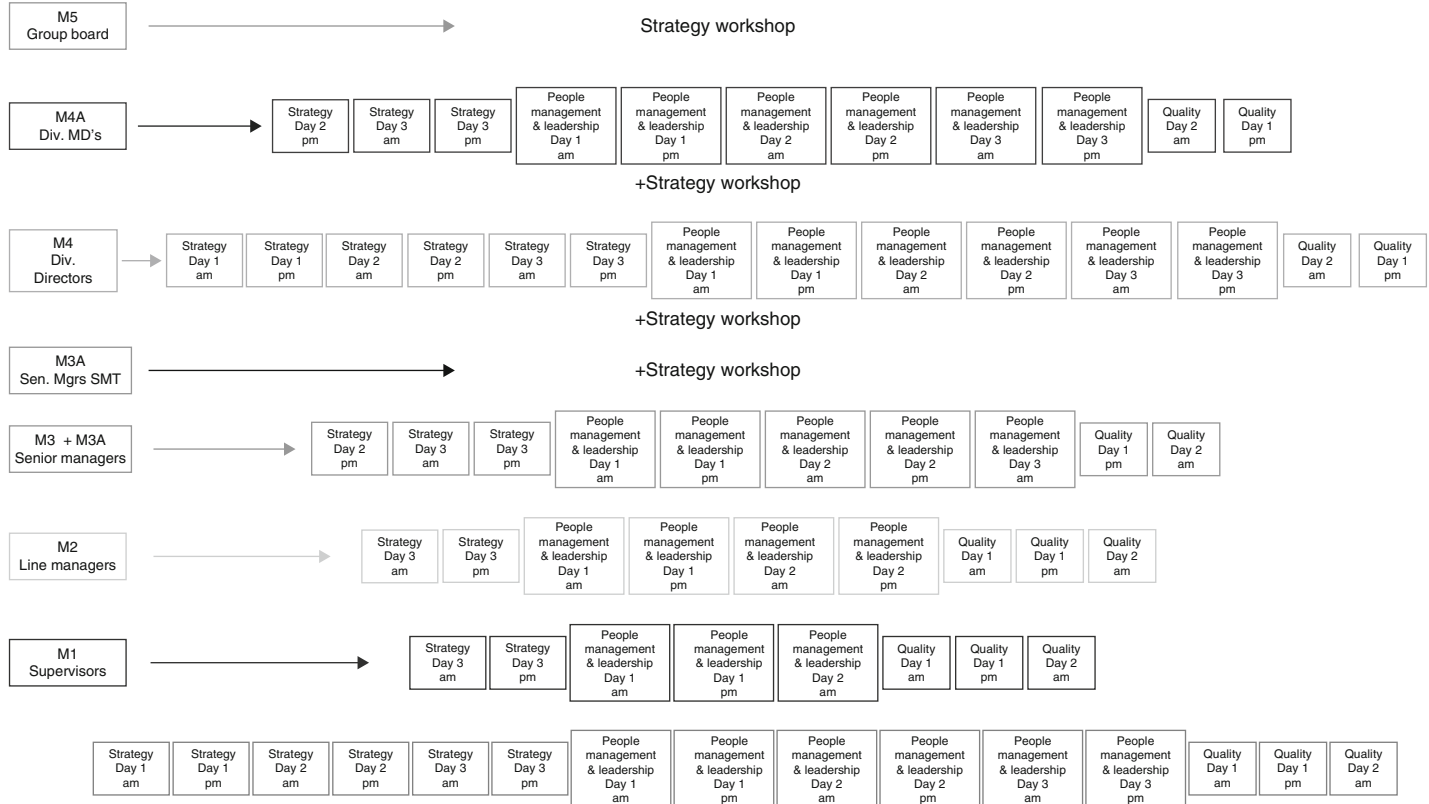 M5
Group board
Strategy workshop
M4A
Div. MD's
Strategy
Day 2
pm
Strategy
Day 3
am
Strategy
Day 3
pm
People
management
& leadership
Day 1
am
People
management
& leadership
Day 1
pm
People
management
& leadership
Day 2
am
People
management
& leadership
Day 2
pm
People
management
& leadership
Day 3
am
People
management
& leadership
Day 3
pm
Quality
Day 2
am
Quality
Day 1
pm
+Strategy workshop
M4
Div.
Directors
Strategy
Day 1
am
Strategy
Day 1
pm
Strategy
Day 2
am
Strategy
Day 2
pm
Strategy
Day 3
am
Strategy
Day 3
pm
People
management
& leadership
Day 1
am
People
management
& leadership
Day 1
pm
People
management
& leadership
Day 2
am
People
management
& leadership
Day 2
pm
People
management
& leadership
Day 3
am
People
management
& leadership
Day 3
pm
Quality
Day 2
am
Quality
Day 1
pm
+Strategy workshop
M3A
Sen. Mgrs SMT
+Strategy workshop
M3 + M3A
Senior managers
Strategy
Day 2
pm
Strategy
Day 3
am
Strategy
Day 3
pm
People
management
& leadership
Day 1
am
People
management
& leadership
Day 1
pm
People
management
& leadership
Day 2
am
People
management
& leadership
Day 2
pm
People
management
& leadership
Day 3
am
Quality
Day 1
pm
Quality
Day 2
am
M2
Line managers
Strategy
Day 3
am
Strategy
Day 3
pm
People
management
& leadership
Day 1
am
People
management
& leadership
Day 1
pm
People
management
& leadership
Day 2
am
People
management
& leadership
Day 2
pm
Quality
Day 1
am
Quality
Day 1
pm
Quality
Day 2
am
M1
Supervisors
Strategy
Day 3
am
Strategy
Day 3
pm
People
management
& leadership
Day 1
am
People
management
& leadership
Day 1
pm
People
management
& leadership
Day 2
am
Quality
Day 1
am
Quality
Day 1
pm
Quality
Day 2
am
Strategy
Day 1
am
Strategy
Day 1
pm
Strategy
Day 2
am
Strategy
Day 2
pm
Strategy
Day 3
am
Strategy
Day 3
pm
People
management
& leadership
Day 1
am
People
management
& leadership
Day 1
pm
People
management
& leadership
Day 2
am
People
management
& leadership
Day 2
pm
People
management
& leadership
Day 3
am
People
management
& leadership
Day 3
pm
Quality
Day 1
am
Quality
Day 1
pm
Quality
Day 2
am